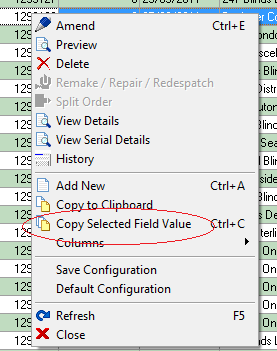 Amend Ctrl+E
Preview
Delete
Remake / Repair / Redespatch
Split Order
View Details
View Serial Details
History
Add New Ctrl+A
Copy to Clipboard
Copy Selected Field Value Ctrl+C
Columns
Save Configuration
Default Configuration
Refresh F5
Close